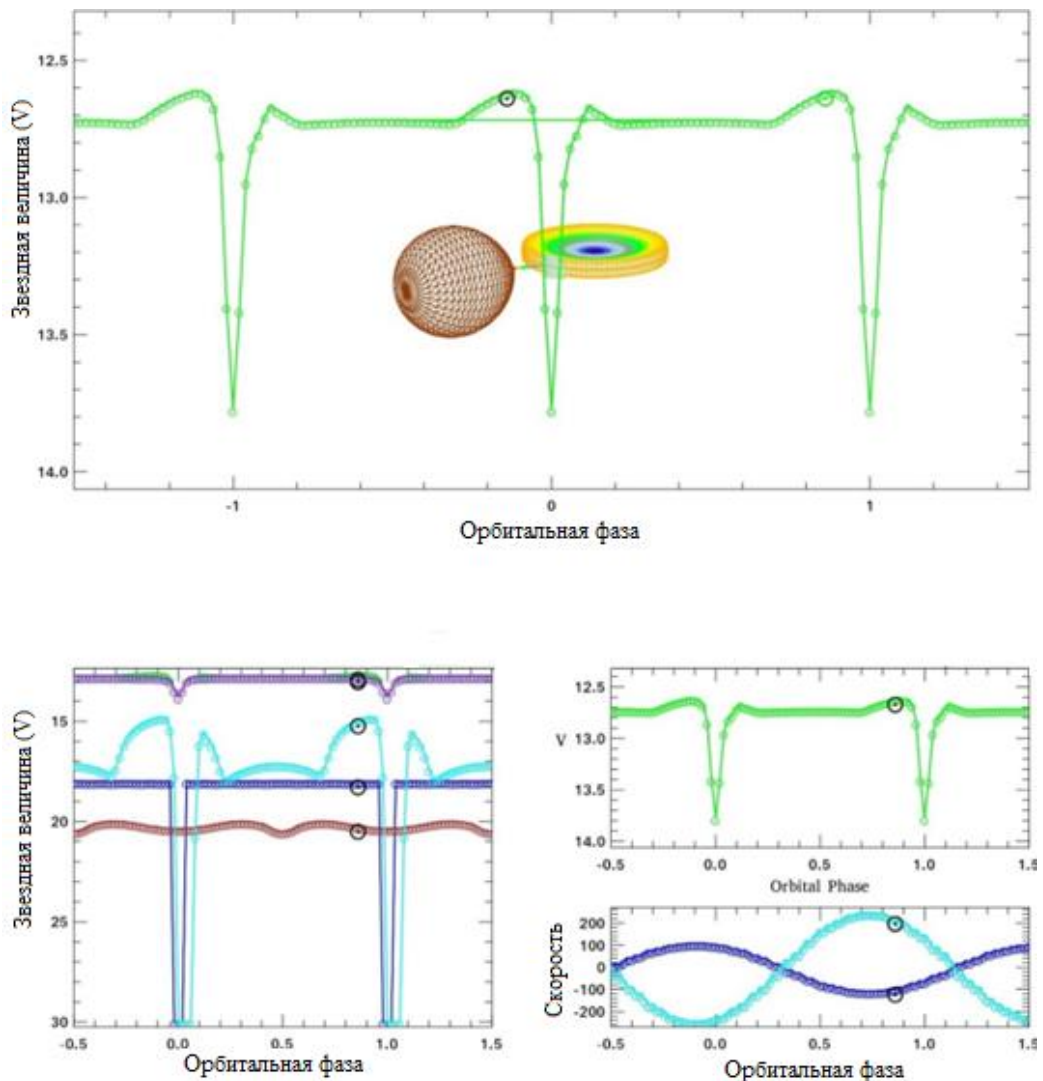 12.5
13.0
13.5
14.0
Звездная величина (V)
-1 0 1
Орбитальная фаза
15
20
25
30
Звездная величина (V)
-0.5 0.0 0.5 1.0 1.5
Орбитальная фаза
12.5
13.0
13.5
14.0
V
-0.5 0.0 0.5 1.0 1.5
Orbital Phase
200
100
0
-100
-200
Скорость
-0.5 0.0 0.5 1.0 1.5
Орбитальная фаза